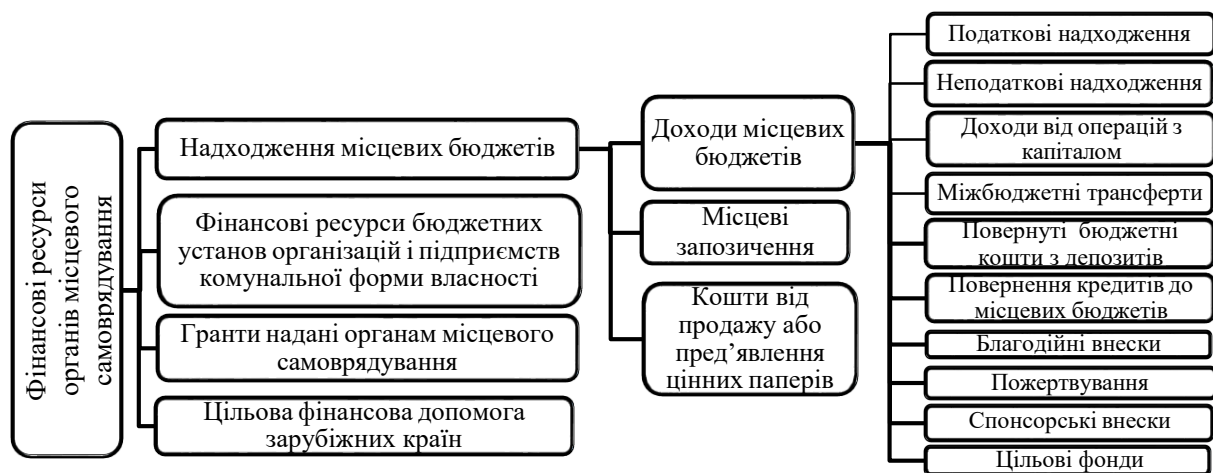 Фінансові ресурси
органів місцевого
самоврядування
Надходження місцевих бюджетів
Фінансові ресурси бюджетних
установ організацій і підприємств
комунальної форми власності
Гранти надані органам місцевого
самоврядування
Цільова фінансова допомога
зарубіжних країн
Доходи місцевих
бюджетів
Місцеві
запозичення
Кошти від
продажу або
пред’явлення
цінних паперів
Податкові надходження
Неподаткові надходження
Доходи від операцій з
капіталом
Міжбюджетні трансферти
Повернуті бюджетні
кошти з депозитів
Повернення кредитів до
місцевих бюджетів
Благодійні внески
Пожертвування
Спонсорські внески
Цільові фонди